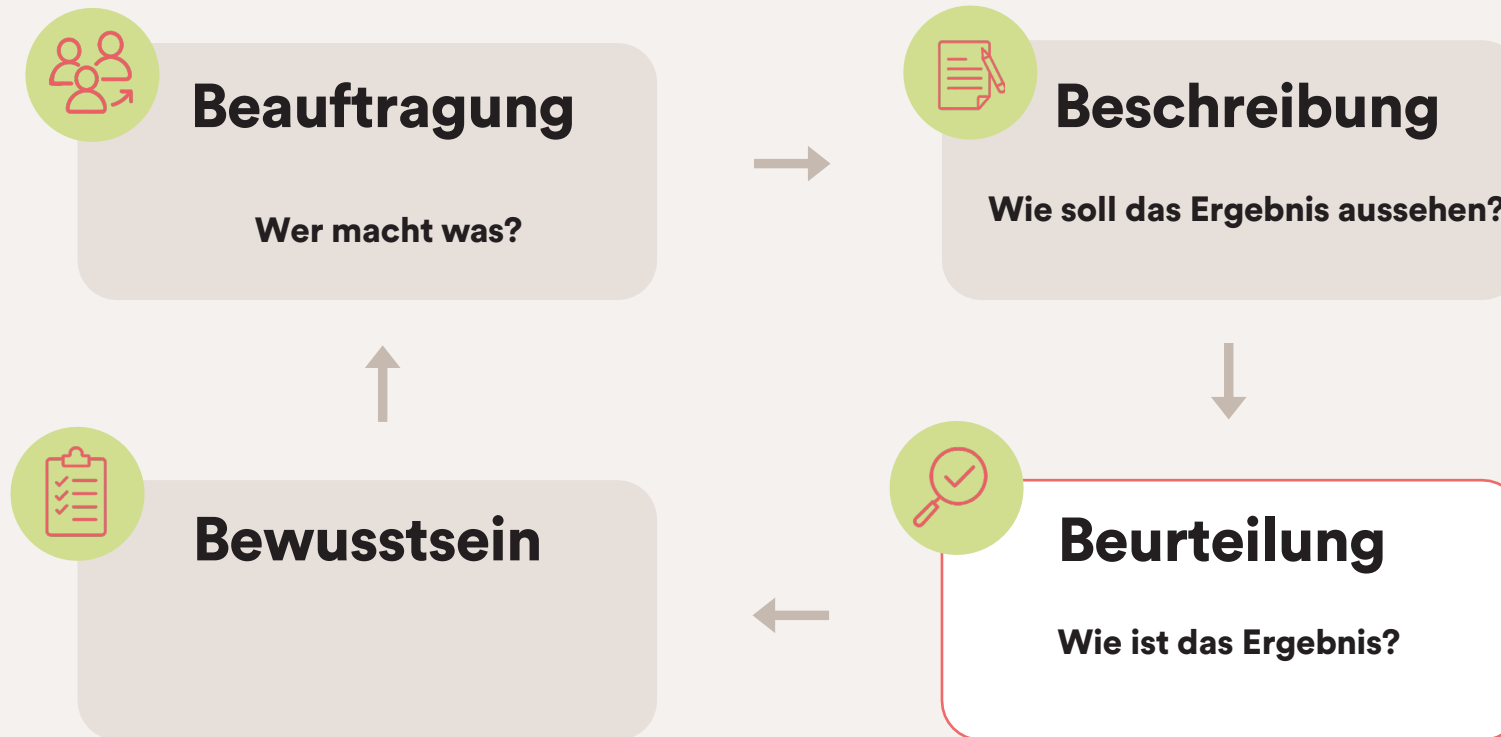 Beauftragung
Wer macht was?
Beschreibung
Wie soll das Ergebnis aussehen?
Bewusstsein
Beurteilung
Wie ist das Ergebnis?